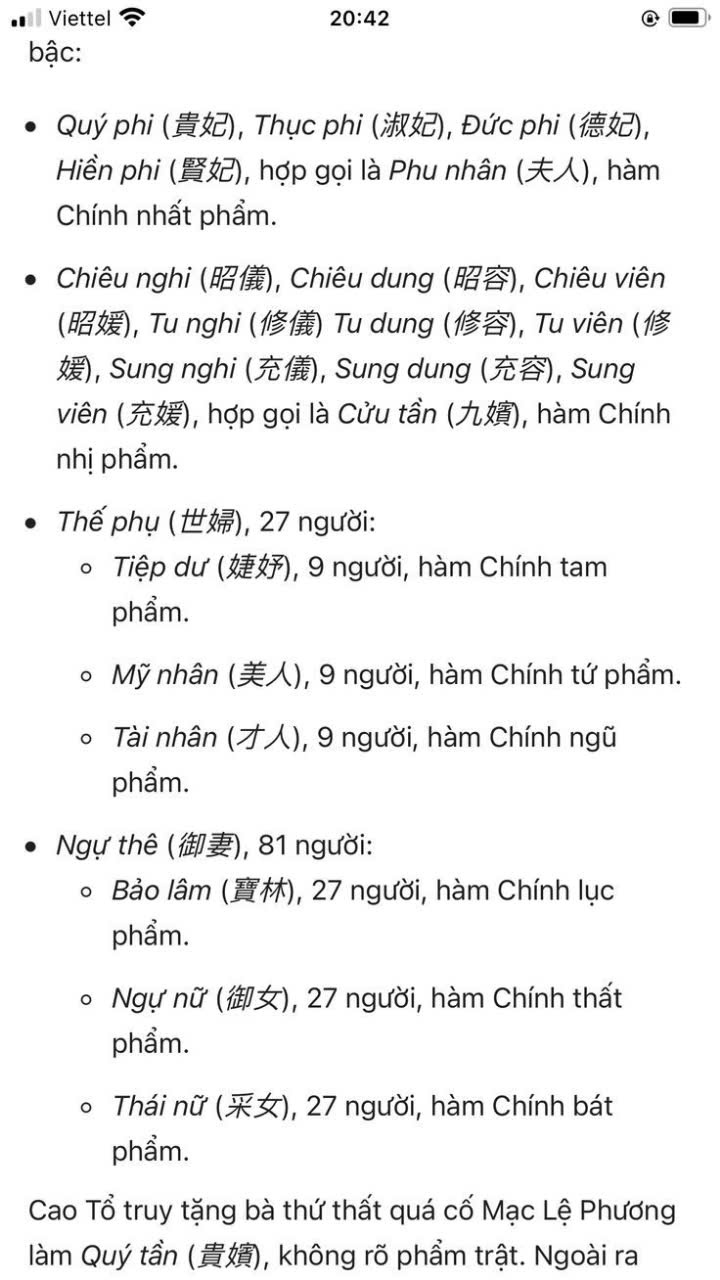 Viettel 20:42
bậc:
• Quý phi (貴妃), Thục phi (淑妃), Đức phi (德妃),
Hiền phi (賢妃), hợp gọi là Phu nhân (夫人), hàm
Chính nhất phẩm.
• Chiêu nghi (昭儀), Chiêu dung (昭容), Chiêu viên
(昭媛), Tu nghi (修儀) Tu dung (修容), Tu viên (修
媛), Sung nghi (充儀), Sung dung (充容), Sung
viên (充媛), hợp gọi là Cửu tần (九嬪), hàm Chính
nhị phẩm.
• Thế phụ (世婦), 27 người:
◦ Tiệp dư (婕妤), 9 người, hàm Chính tam
phẩm.
◦ Mỹ nhân (美人), 9 người, hàm Chính tứ phẩm.
◦ Tài nhân (才人), 9 người, hàm Chính ngũ
phẩm.
• Ngự thê (御妻), 81 người:
◦ Bảo lâm (寶林), 27 người, hàm Chính lục
phẩm.
◦ Ngự nữ (御女), 27 người, hàm Chính thất
phẩm.
◦ Thái nữ (采女), 27 người, hàm Chính bát
phẩm.
Cao Tổ truy tặng bà thứ thất quá cố Mạc Lệ Phương
làm Quý tần (貴嬪), không rõ phẩm trật. Ngoài ra